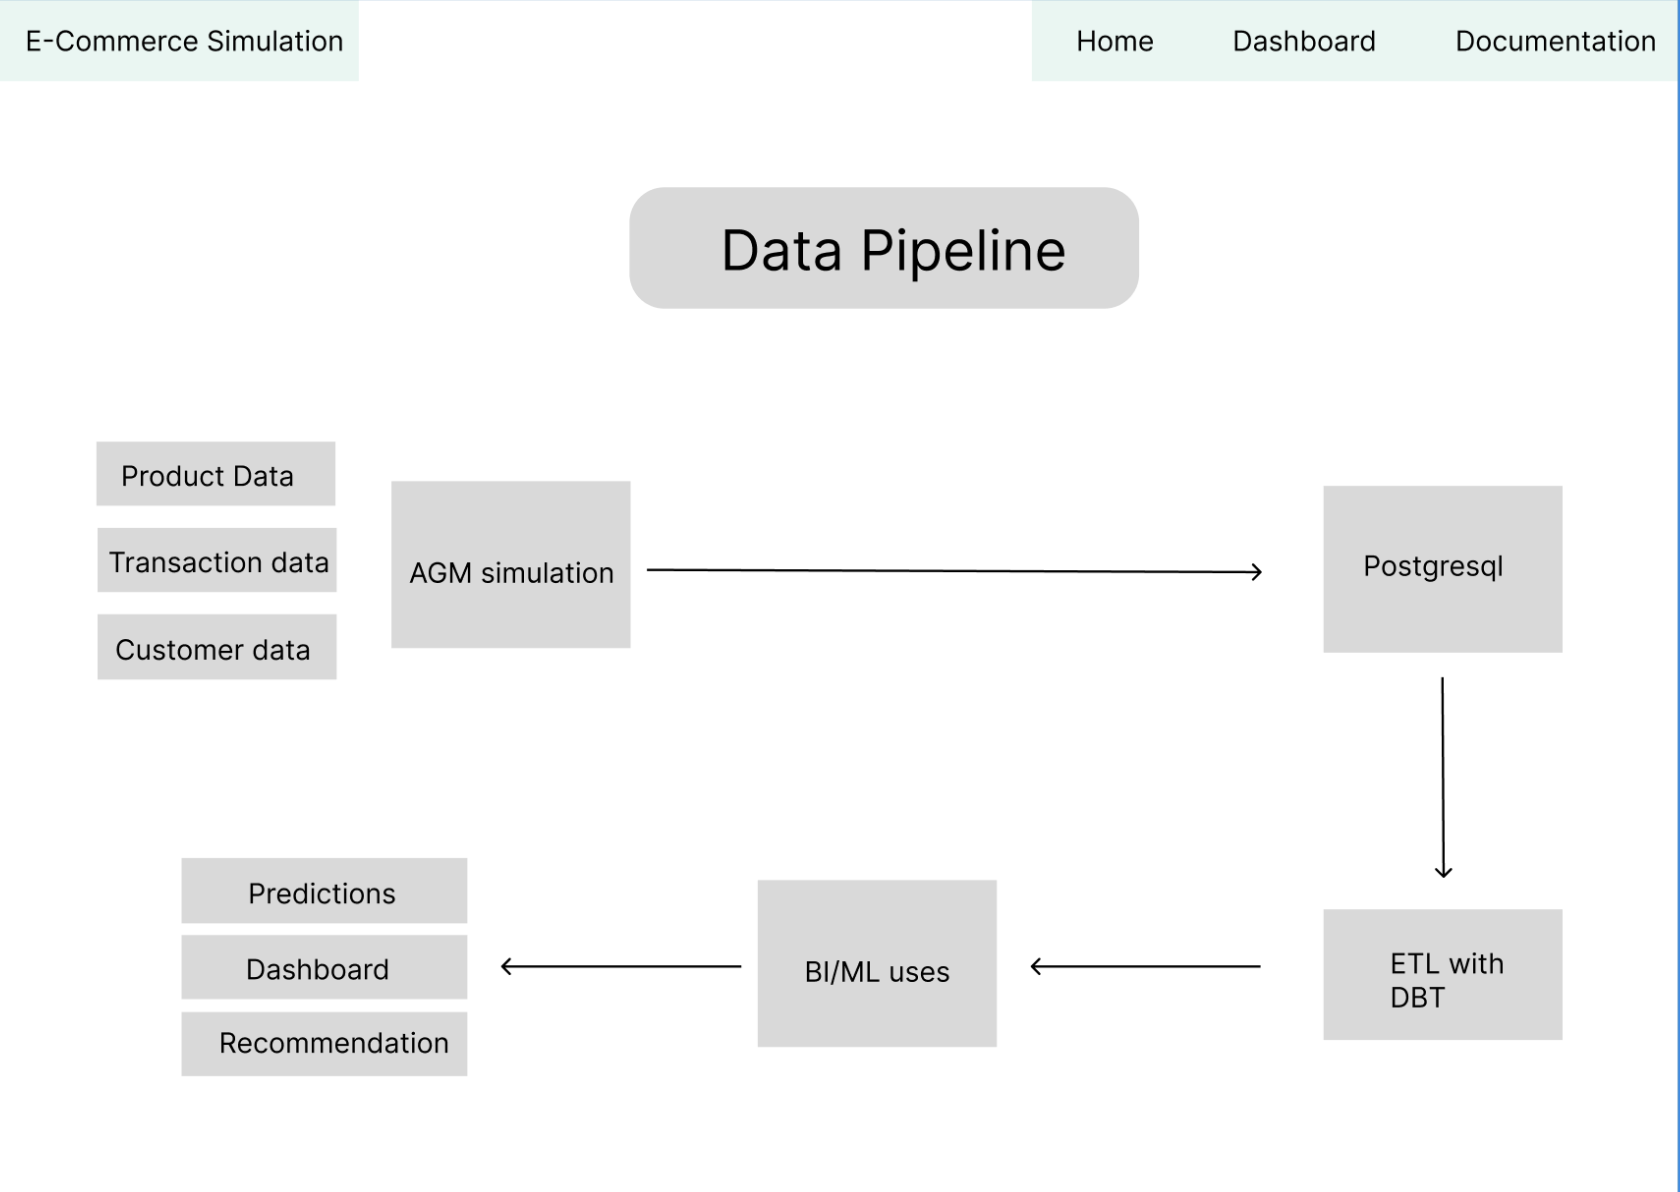 E-Commerce Simulation
Home
Dashboard
Documentation
Data Pipeline
Product Data
Transaction data
Customer data
AGM simulation
Postgresql
Predictions
Dashboard
Recommendation
BI/ML uses
ETL with
DBT